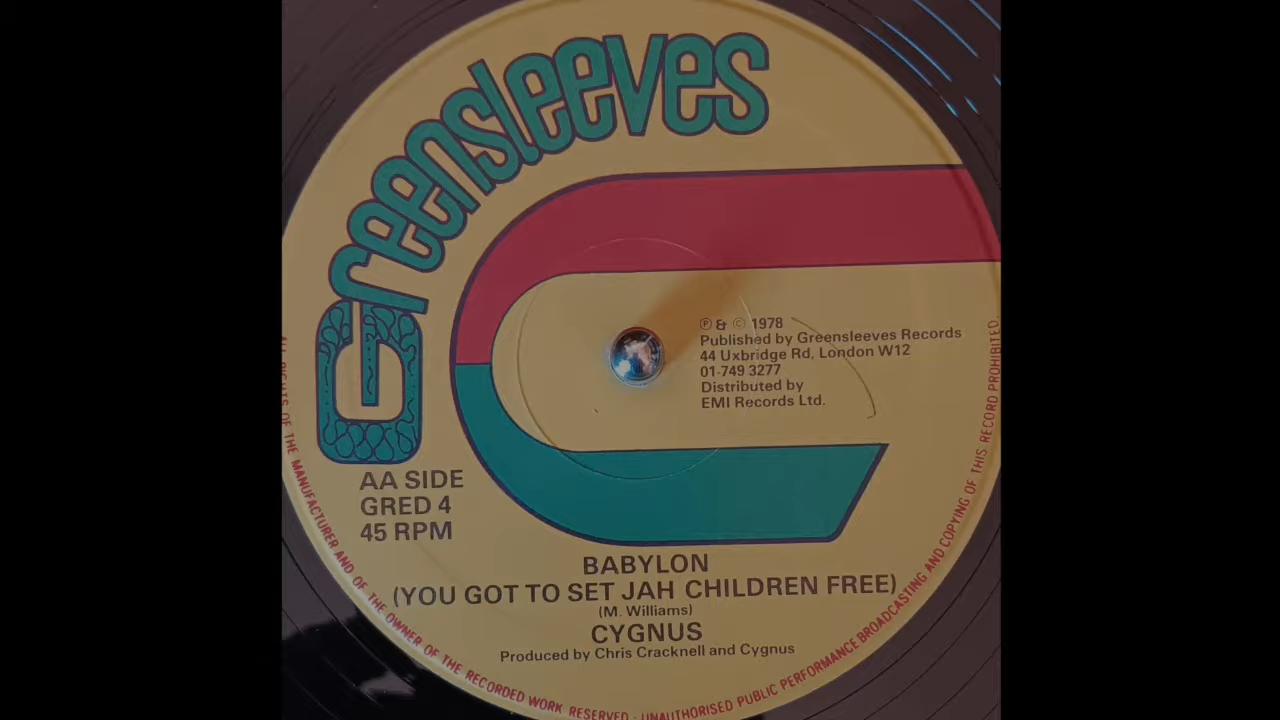 Greensleeves
℗ & © 1978
Published by Greensleeves Records
44 Uxbridge Rd, London W12
01-749 3277
Distributed by
EMI Records Ltd.
AA SIDE
GRED 4
45 RPM
BABYLON
(YOU GOT TO SET JAH CHILDREN FREE)
(M. Williams)
CYGNUS
Produced by Chris Cracknell and Cygnus
ALL RIGHTS OF THE MANUFACTURER AND OF THE OWNER OF THE RECORDED WORK RESERVED - UNAUTHORISED PUBLIC PERFORMANCE BROADCASTING AND COPYING OF THIS RECORD PROHIBITED.